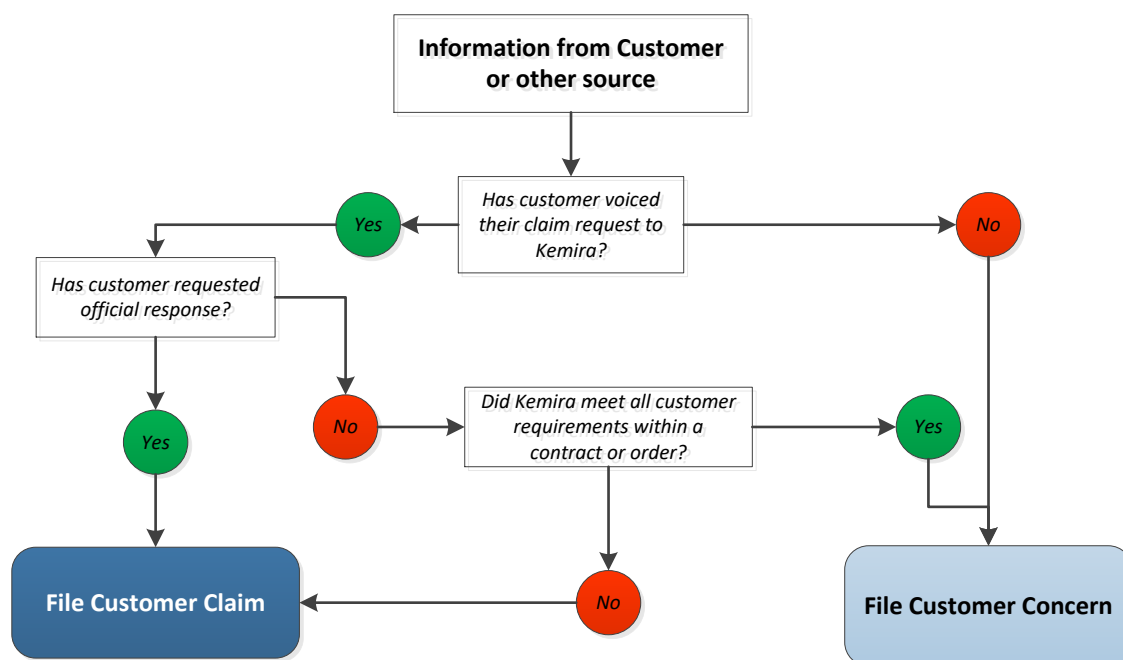 Information from Customer
or other source
Has customer voiced
their claim request to
Kemira?
Yes
No
Has customer requested
official response?
Did Kemira meet all customer
requirements within a
contract or order?
No
Yes
Yes
File Customer Claim
No
File Customer Concern